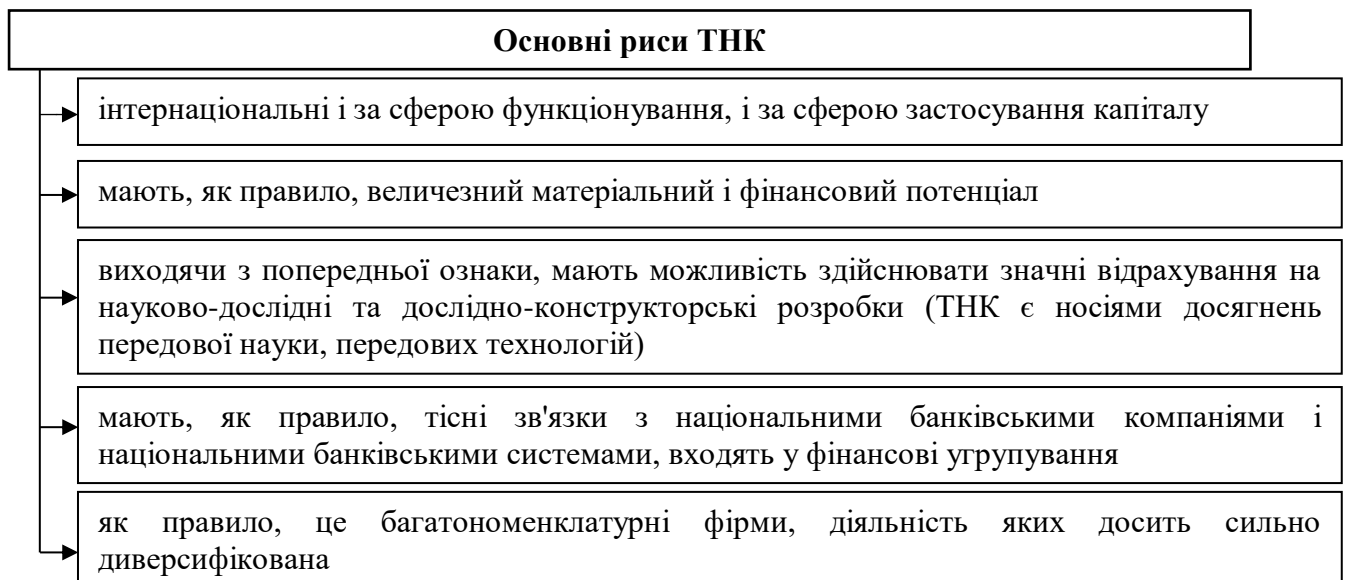 Основні риси ТНК
інтернаціональні і за сферою функціонування, і за сферою застосування капіталу
мають, як правило, величезний матеріальний і фінансовий потенціал
виходячи з попередньої ознаки, мають можливість здійснювати значні відрахування на
науково-дослідні та дослідно-конструкторські розробки (ТНК є носіями досягнень
передової науки, передових технологій)
мають, як правило, тісні зв'язки з національними банківськими компаніями і
національними банківськими системами, входять у фінансові угрупування
як правило, це багатономенклатурні фірми, діяльність яких досить сильно
диверсифікована